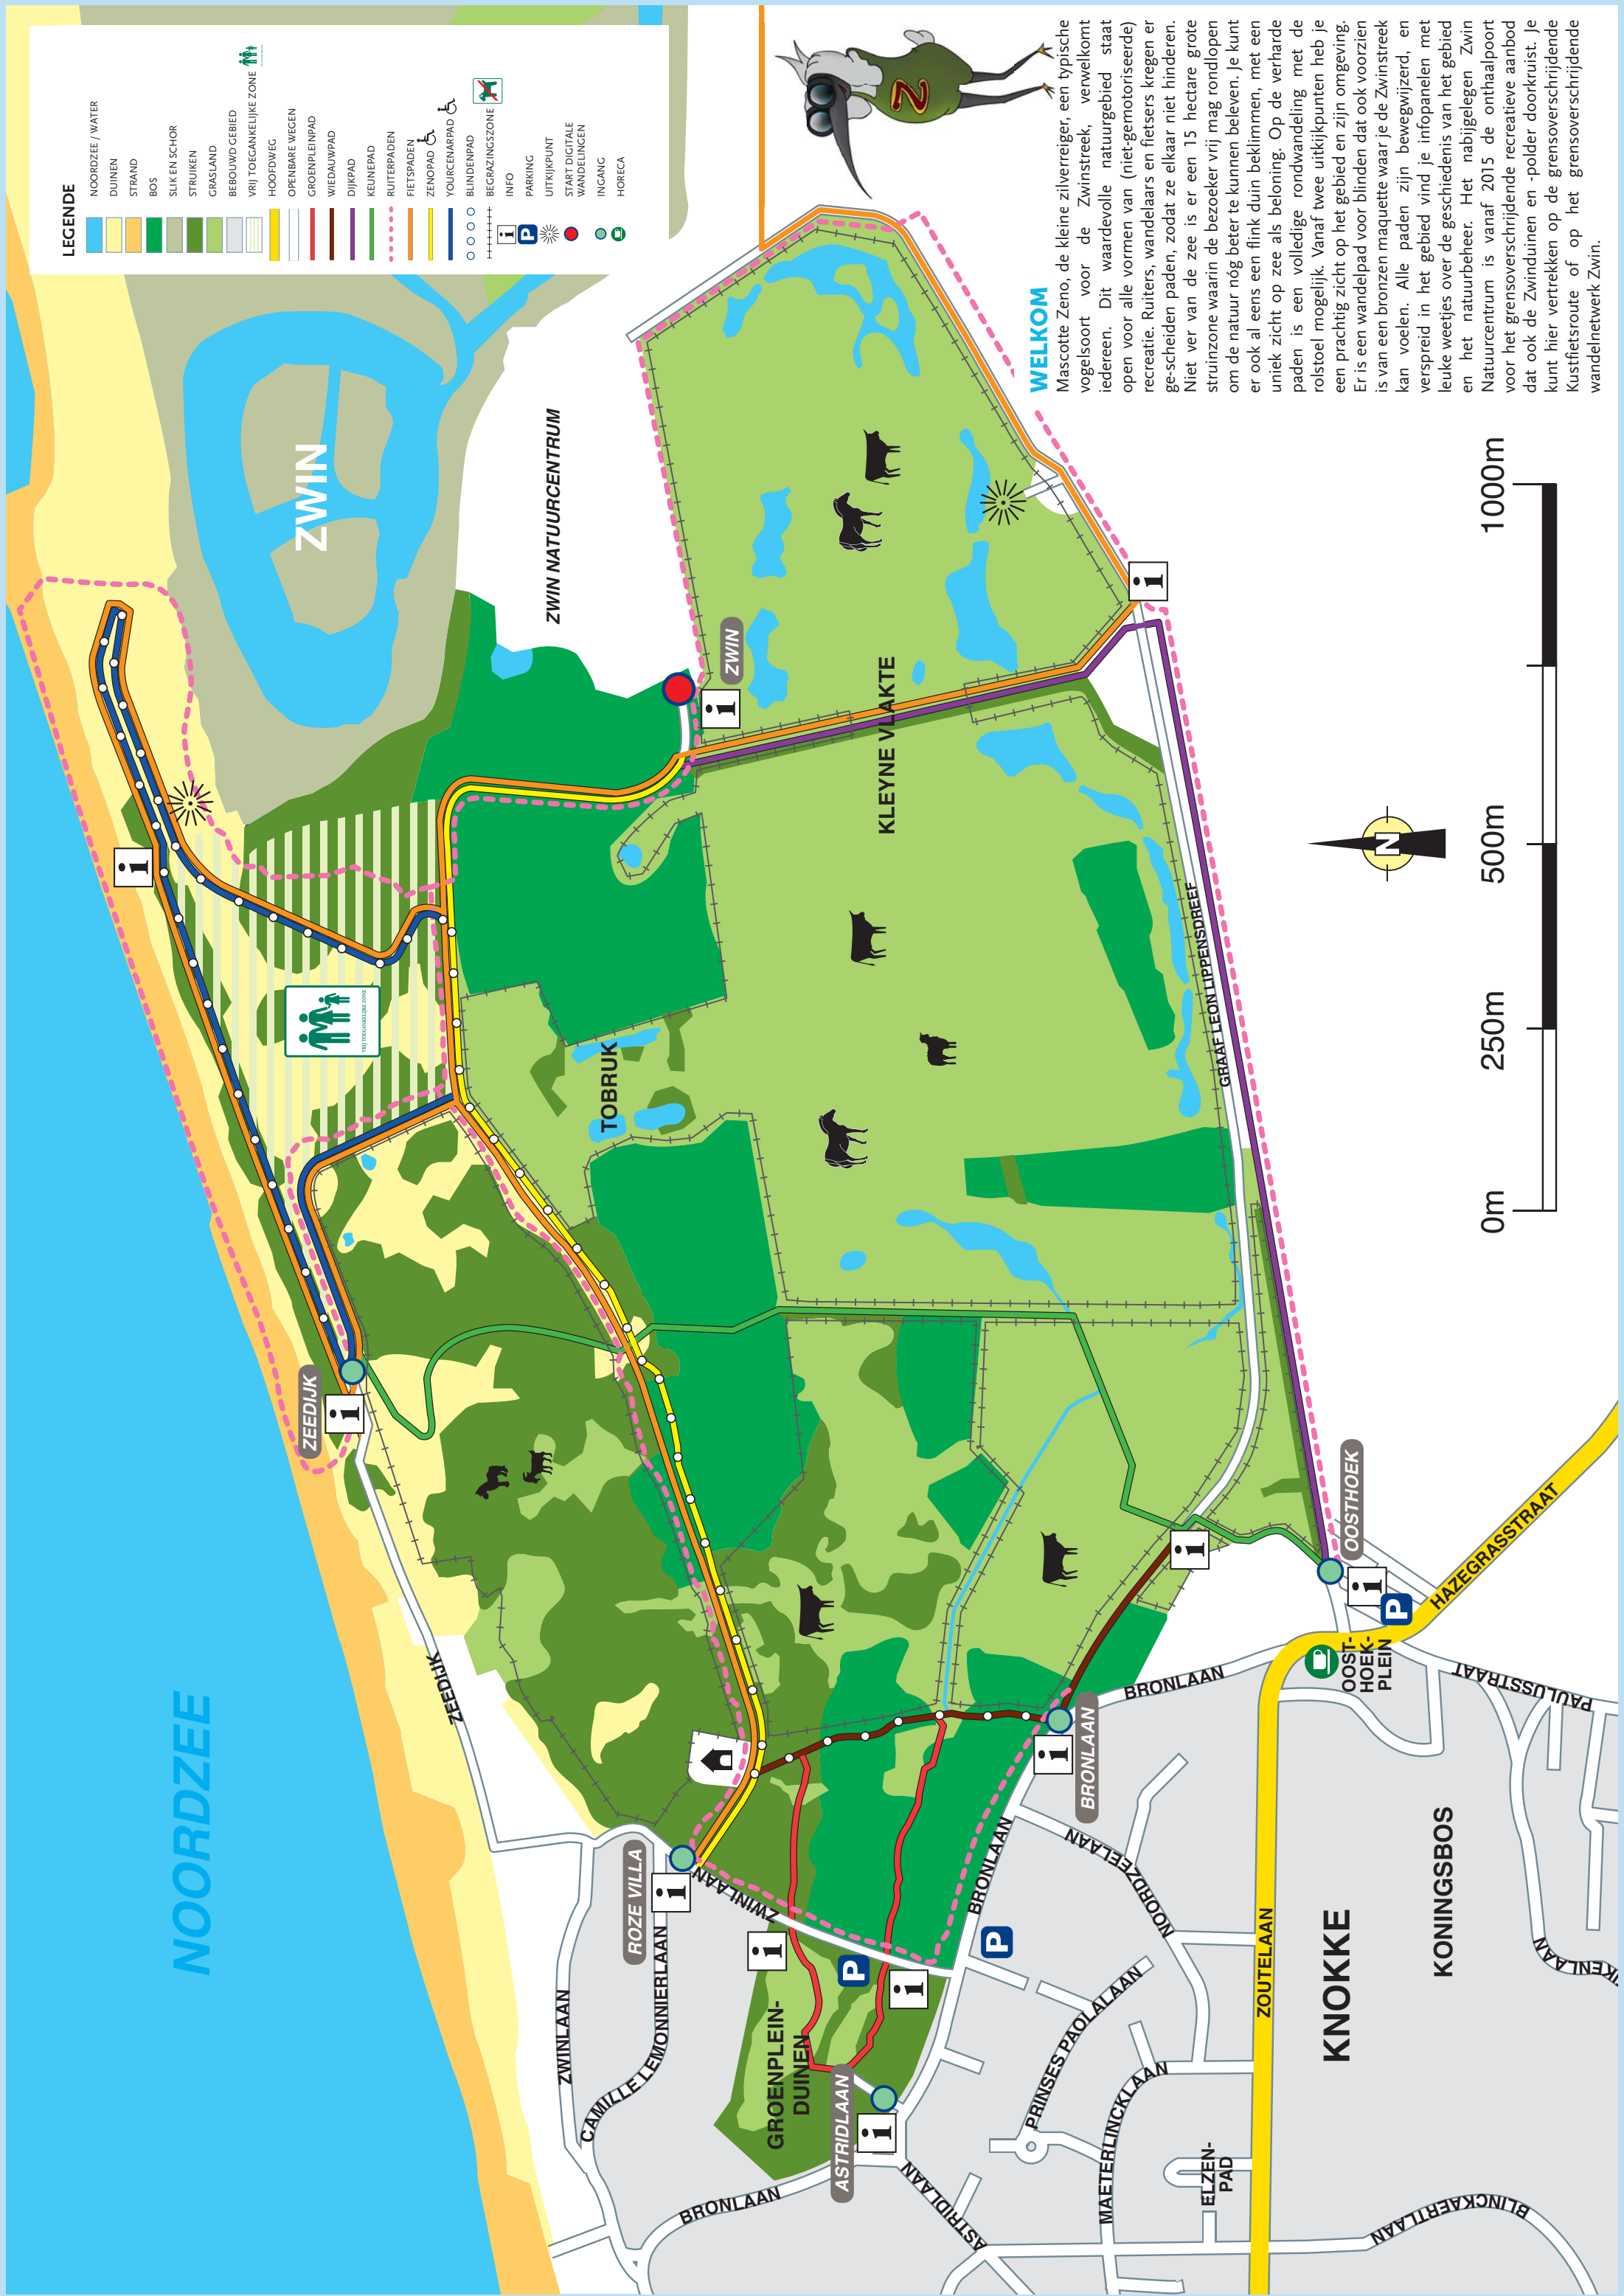 LEGENDE
NOORDZEE / WATER
DUINEN
STRAND
BOS
SLIK EN SCHOR
STRUIKEN
GRASLAND
BEBOUWD GEBIED
VRIJ TOEGANKELIJKE ZONE
HOOFDWEG
OPENBARE WEGEN
GROENPLEINPAD
WIEDAUWPAD
DIJKPAD
KEUNEPAD
RUITERPADEN
FIETSPADEN
ZENOPAD
YOURCENARPAD
BLINDENPAD
BEGRAZINGSZONE
i INFO
P PARKING
UITKIJKPUNT
START DIGITALE
WANDELINGEN
INGANG
HORECA
Z
WELKOM
Mascotte Zeno, de kleine zilverreiger, een typische
vogelsoort voor de Zwinstreek, verwelkomt
iedereen. Dit waardevolle natuurgebied staat
open voor alle vormen van (niet-gemotoriseerde)
recreatie. Ruiters, wandelaars en fietsers kregen er
ge-scheiden paden, zodat ze elkaar niet hinderen.
Niet ver van de zee is er een 15 hectare grote
struinzone waarin de bezoeker vrij mag rondlopen
om de natuur nóg beter te kunnen beleven. Je kunt
er ook al eens een flink duin beklimmen, met een
uniek zicht op zee als beloning. Op de verharde
paden is een volledige rondwandeling met de
rolstoel mogelijk. Vanaf twee uitkijkpunten heb je
een prachtig zicht op het gebied en zijn omgeving.
Er is een wandelpad voor blinden dat ook voorzien
is van een bronzen maquette waar je de Zwinstreek
kan voelen. Alle paden zijn bewegwijzerd, en
verspreid in het gebied vind je infopanelen met
leuke weetjes over de geschiedenis van het gebied
en het natuurbeheer. Het nabijgelegen Zwin
Natuurcentrum is vanaf 2015 de onthaalpoort
voor het grensoverschrijdende recreatieve aanbod
dat ook de Zwinduinen en -polder doorkruist. Je
kunt hier vertrekken op de grensoverschrijdende
Kustfietsroute of op het grensoverschrijdende
wandelnetwerk Zwin.
NOORDZEE
ZWIN
ZWIN NATUURCENTRUM
ZWIN
i
i
i
VRIJ TOEGANKELIJKE ZONE
KLEYNE VLAKTE
TOBRUK
GRAAF LEON LIPPENSDREEF
ZEEDIJK
i
ZEEDIJK
ROZE VILLA
i
ZWINLAAN
ZWINLAAN
CAMILLE LEMONNIERLAAN
GROENPLEIN-
DUINEN
i
P
i
ASTRIDLAAN
i
BRONLAAN
ASTRIDLAAN
BRONLAAN
P
BRONLAAN
i
BRONLAAN
i
OOSTHOEK
i
P
OOST-
HOEK-
PLEIN
HAZEGRASSTRAAT
PAULUSSTRAAT
NOORDZEELAAN
PRINSES PAOLALAAN
MAETERLINCKLAAN
ELZEN-
PAD
ZOUTELAAN
BLINCKAERTLAAN
KNOKKE
KONINGSBOS
N
0m
250m
500m
1000m